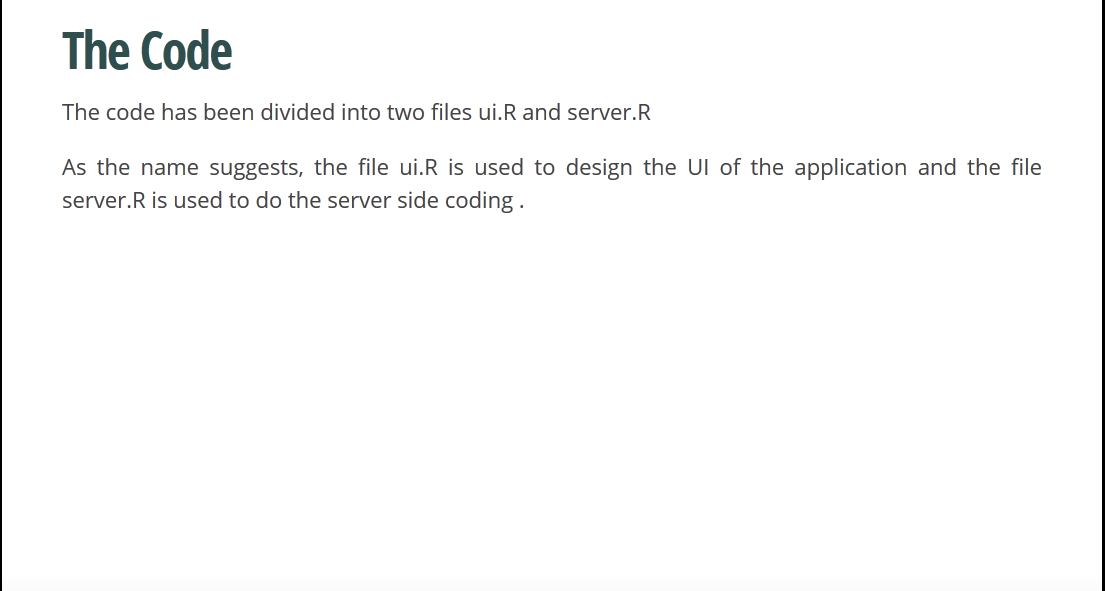 The Code
The code has been divided into two files ui.R and server.R
As the name suggests, the file ui.R is used to design the UI of the application and the file
server.R is used to do the server side coding .